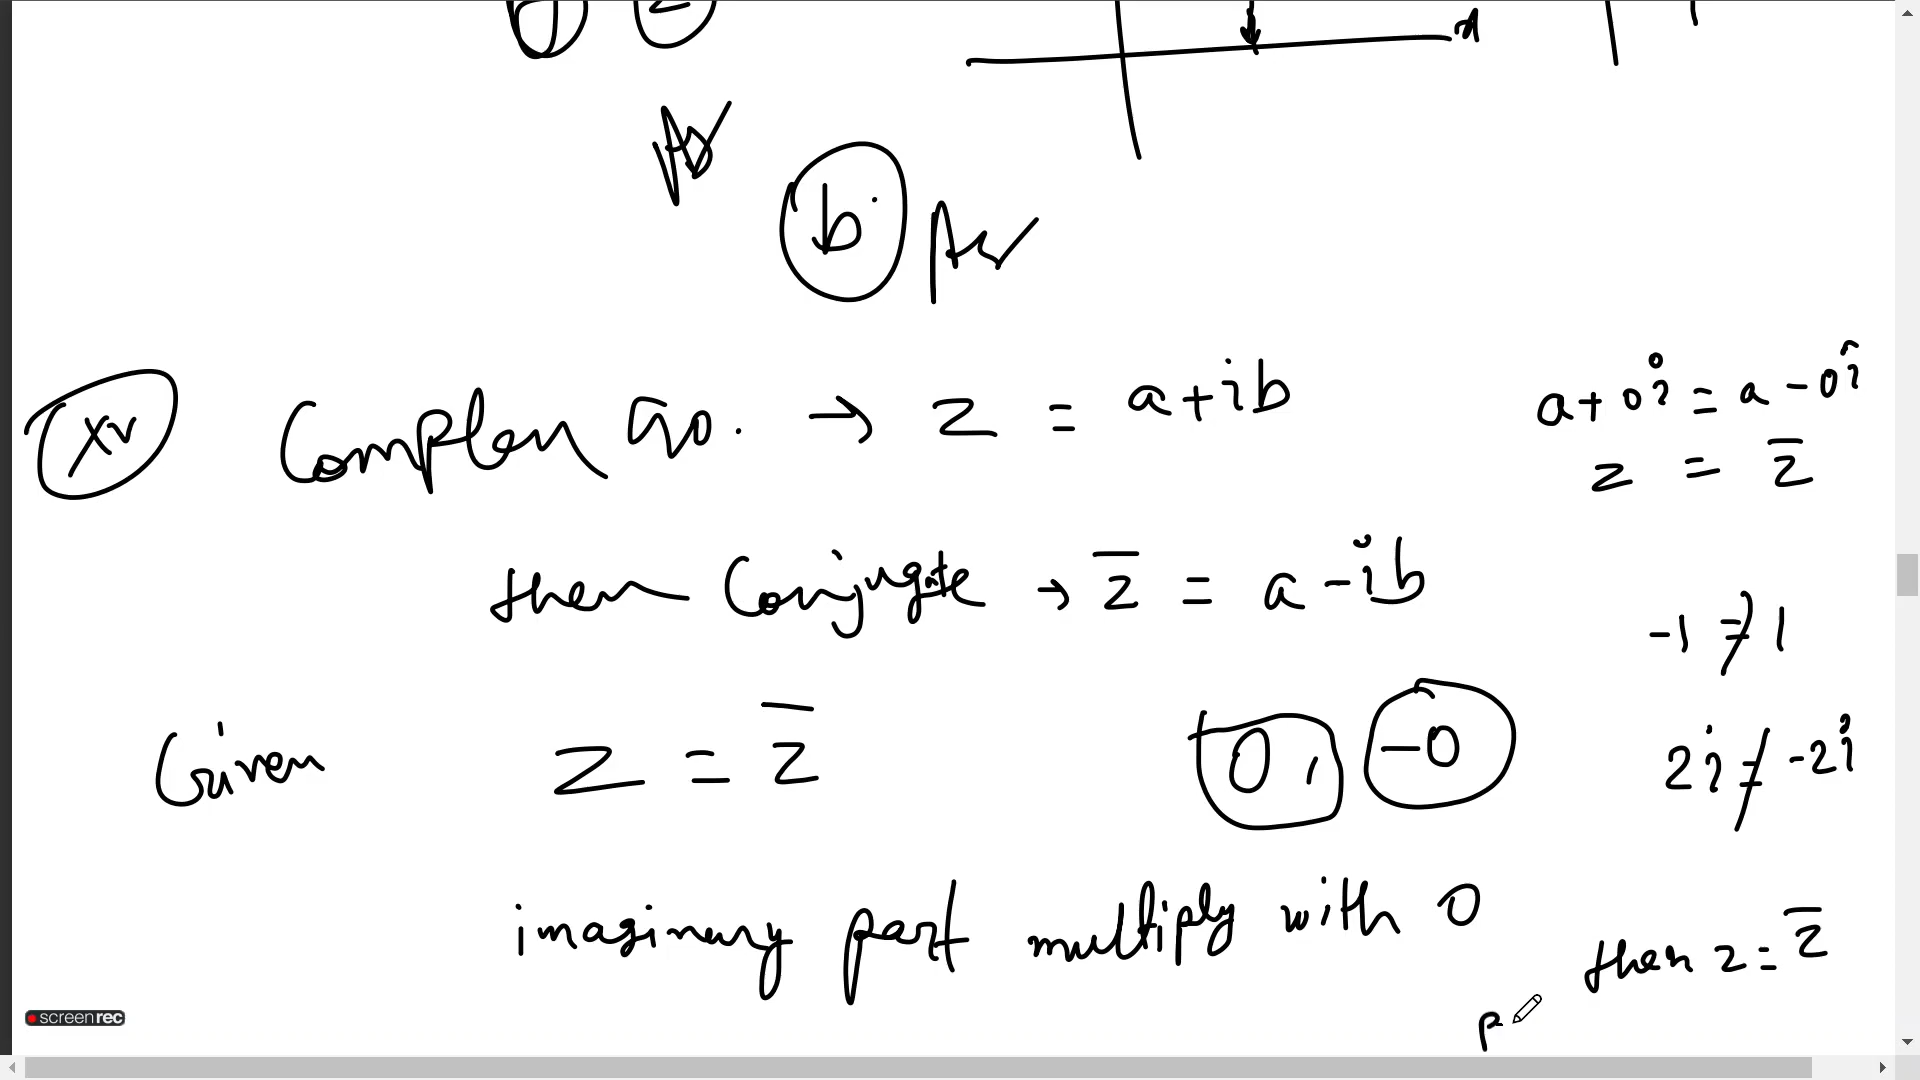 x
b. Ans
xv Complex no. → z = a+ib
a+0i = a-0i
z = z̅
then Conjugate → z̅ = a-ib
-1 ≠ 1
Given z = z̅
0, -0
2i ≠ -2i
imaginary part multiply with 0
then z = z̅
screenrec